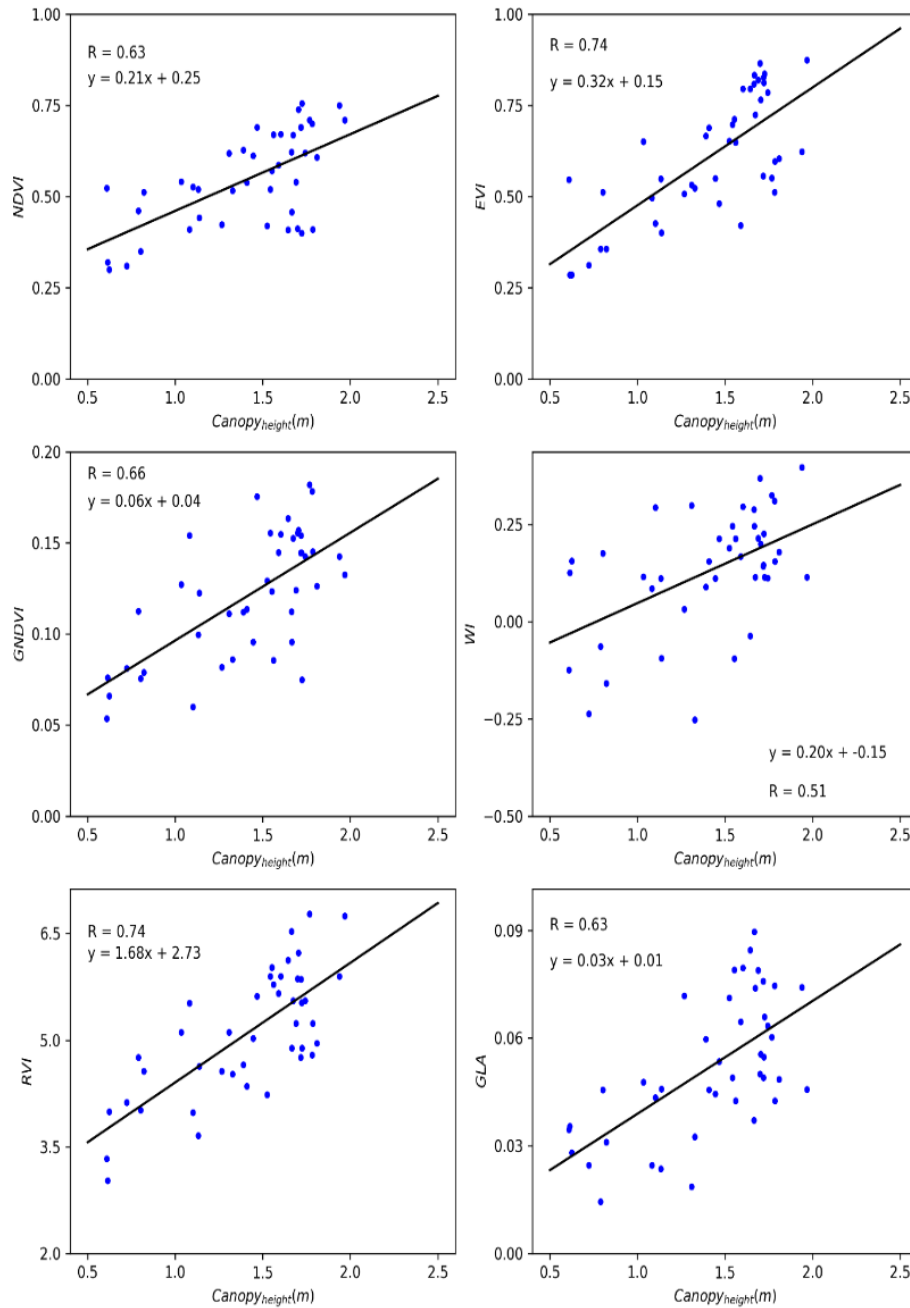 1.00
R = 0.63
y = 0.21x + 0.25
0.75
0.50
0.25
0.00
NDVI
0.5 1.0 1.5 2.0 2.5
Canopy_height(m)
1.00
R = 0.74
y = 0.32x + 0.15
0.75
0.50
0.25
0.00
EVI
0.5 1.0 1.5 2.0 2.5
Canopy_height(m)
0.20
R = 0.66
y = 0.06x + 0.04
0.15
0.10
0.05
0.00
GNDVI
0.5 1.0 1.5 2.0 2.5
Canopy_height(m)
0.25
0.00
−0.25
−0.50
WI
y = 0.20x + -0.15
R = 0.51
0.5 1.0 1.5 2.0 2.5
Canopy_height(m)
R = 0.74
y = 1.68x + 2.73
6.5
5.0
3.5
2.0
RVI
0.5 1.0 1.5 2.0 2.5
Canopy_height(m)
R = 0.63
y = 0.03x + 0.01
0.09
0.06
0.03
0.00
GLA
0.5 1.0 1.5 2.0 2.5
Canopy_height(m)